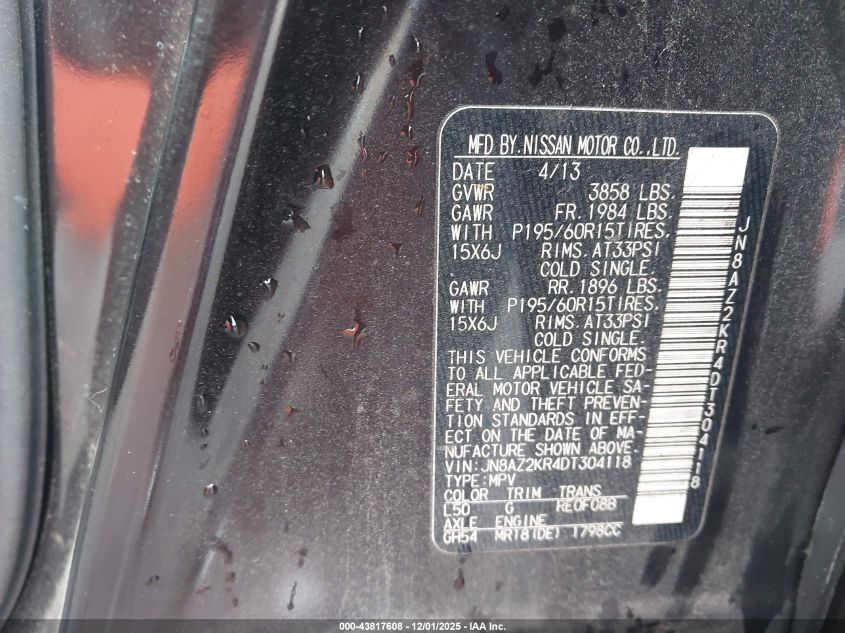 MFD BY. NISSAN MOTOR CO., LTD.
DATE 4/13
GVWR 3858 LBS.
GAWR FR. 1984 LBS.
WITH P195/60R15TIRES,
15X6J RIMS. AT33PSI
COLD SINGLE.
GAWR RR. 1896 LBS.
WITH P195/60R15TIRES,
15X6J RIMS. AT33PSI
COLD SINGLE.
THIS VEHICLE CONFORMS
TO ALL APPLICABLE FED-
ERAL MOTOR VEHICLE SA-
FETY AND THEFT PREVEN-
TION STANDARDS IN EFF-
ECT ON THE DATE OF MA-
NUFACTURE SHOWN ABOVE.
VIN: JN8AZ2KR4DT304118
TYPE: MPV
COLOR TRIM TRANS
L50 G RE0F08B
AXLE ENGINE
GH54 MR18(DE) 1798CC
JN8AZ2KR4DT304118
000-43817608 - 12/01/2025 - IAA Corp.